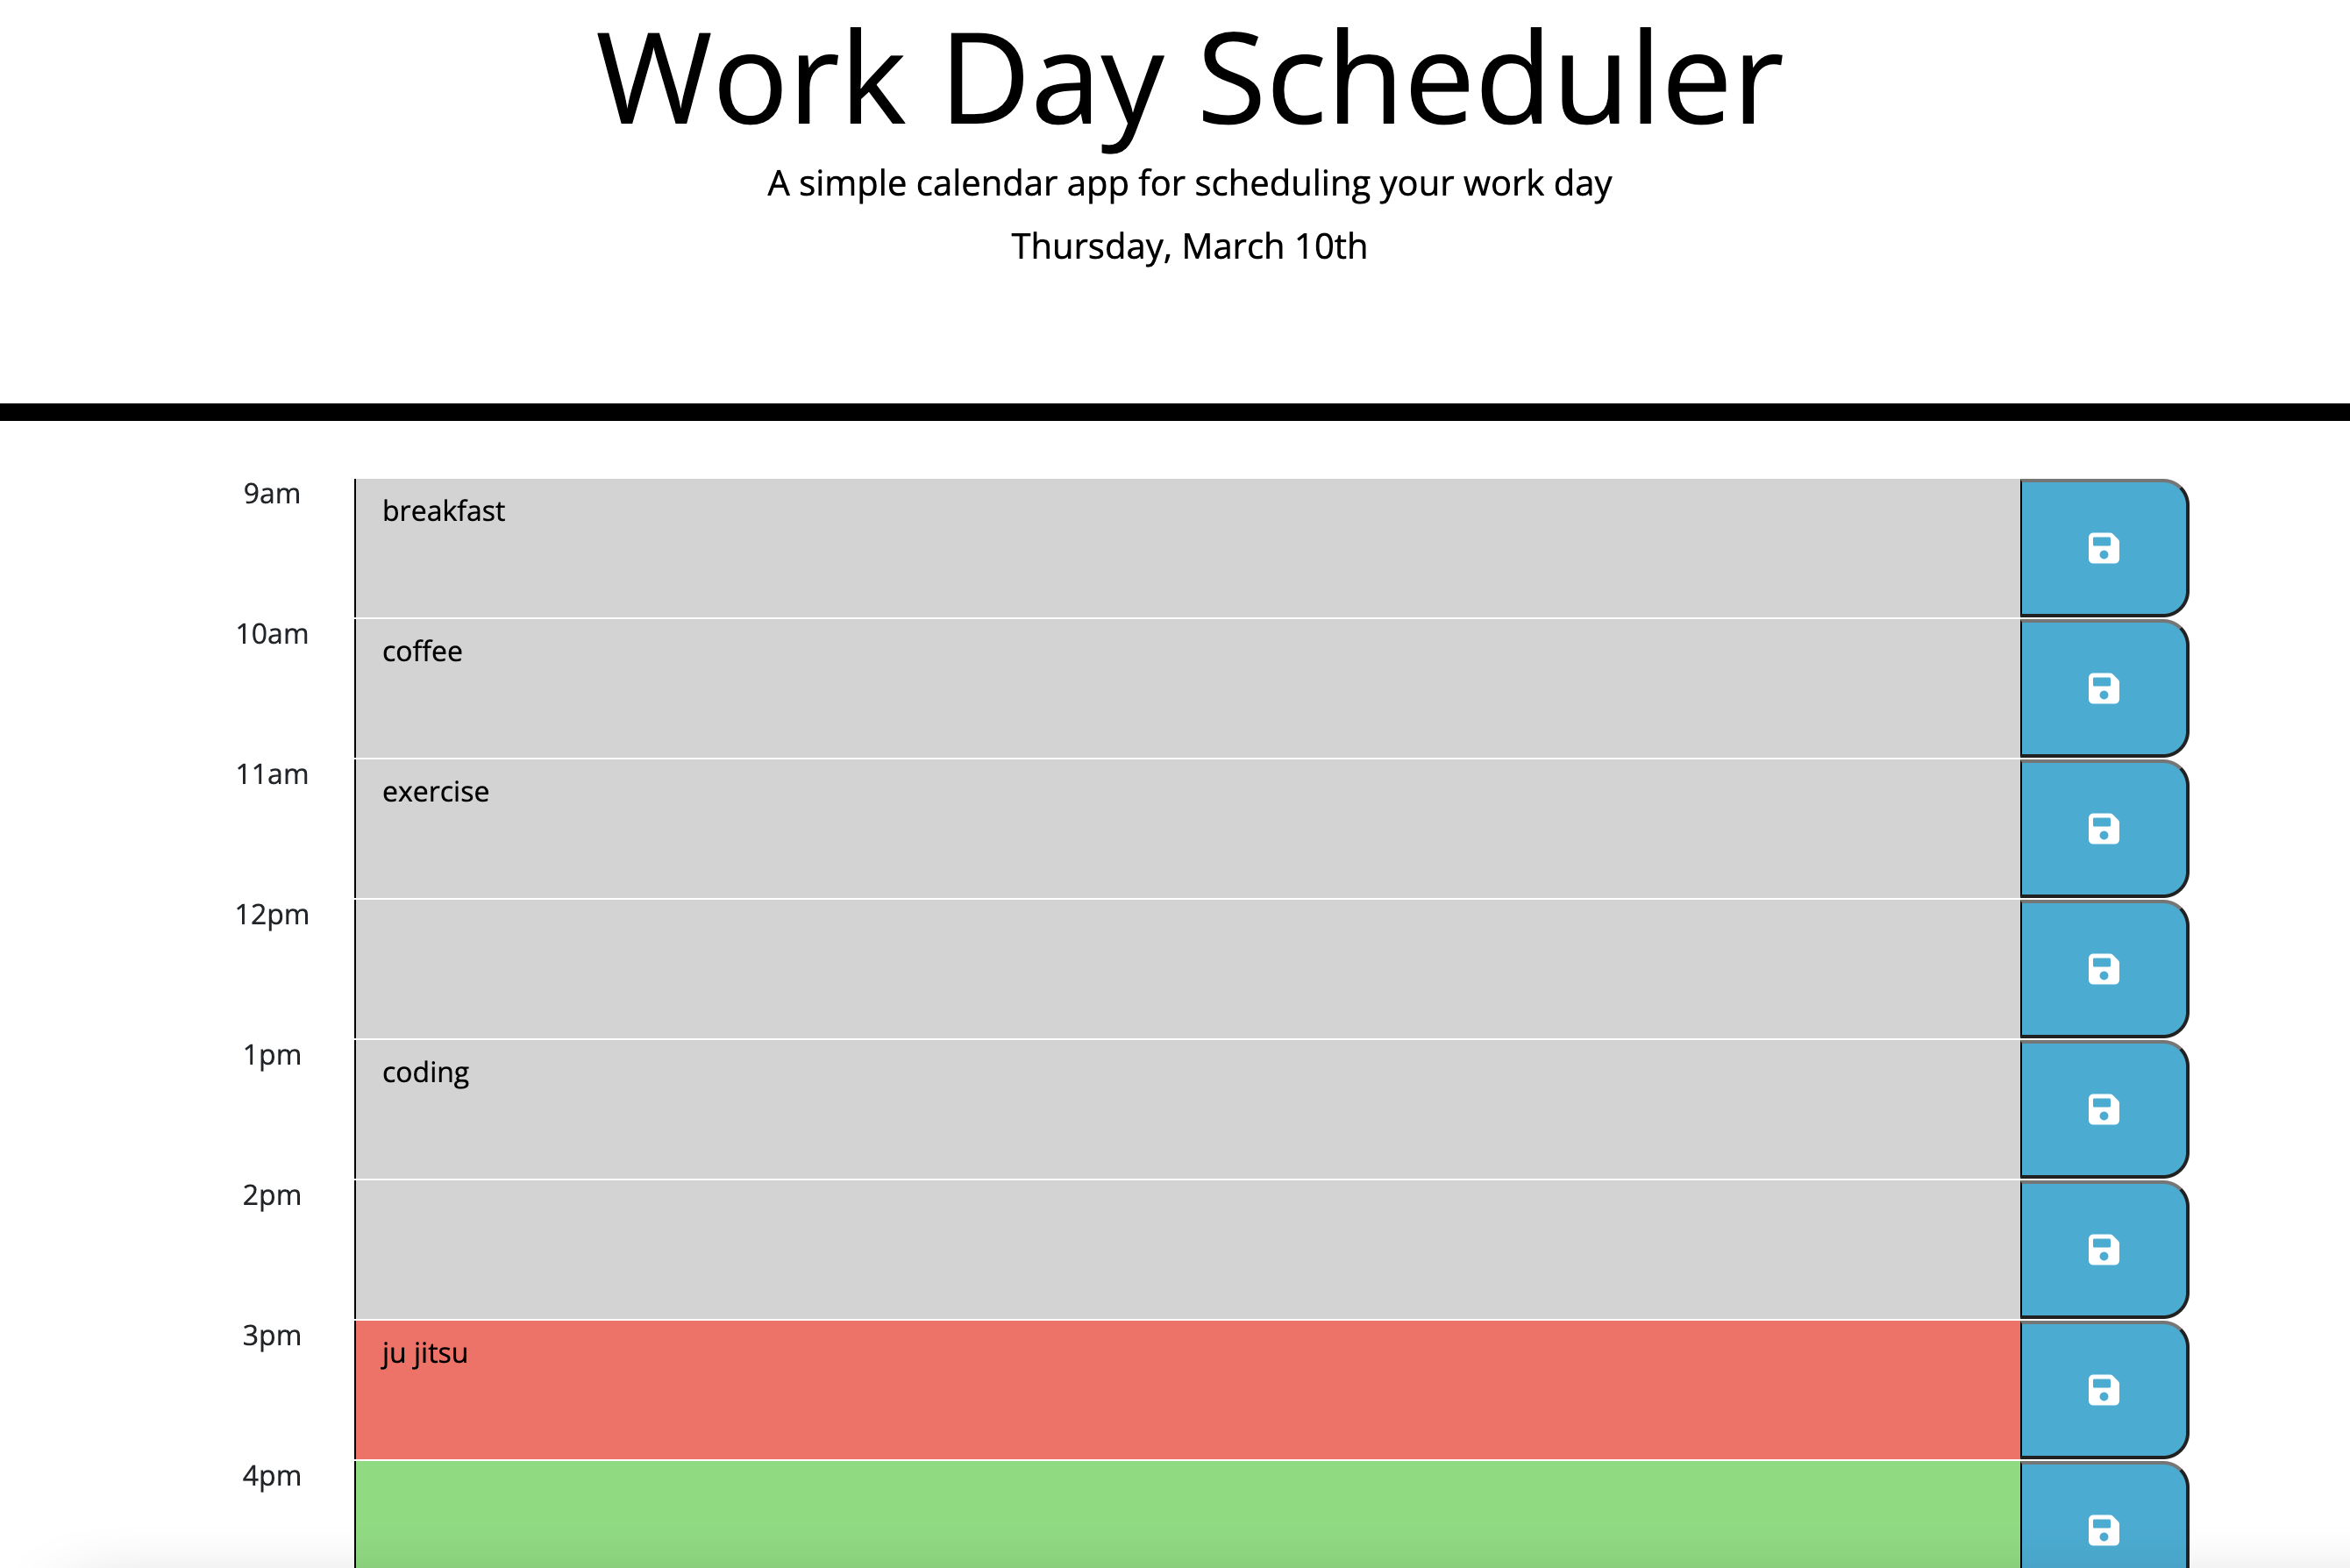 Work Day Scheduler
A simple calendar app for scheduling your work day
Thursday, March 10th
9am
breakfast
10am
coffee
11am
exercise
12pm
1pm
coding
2pm
3pm
ju jitsu
4pm